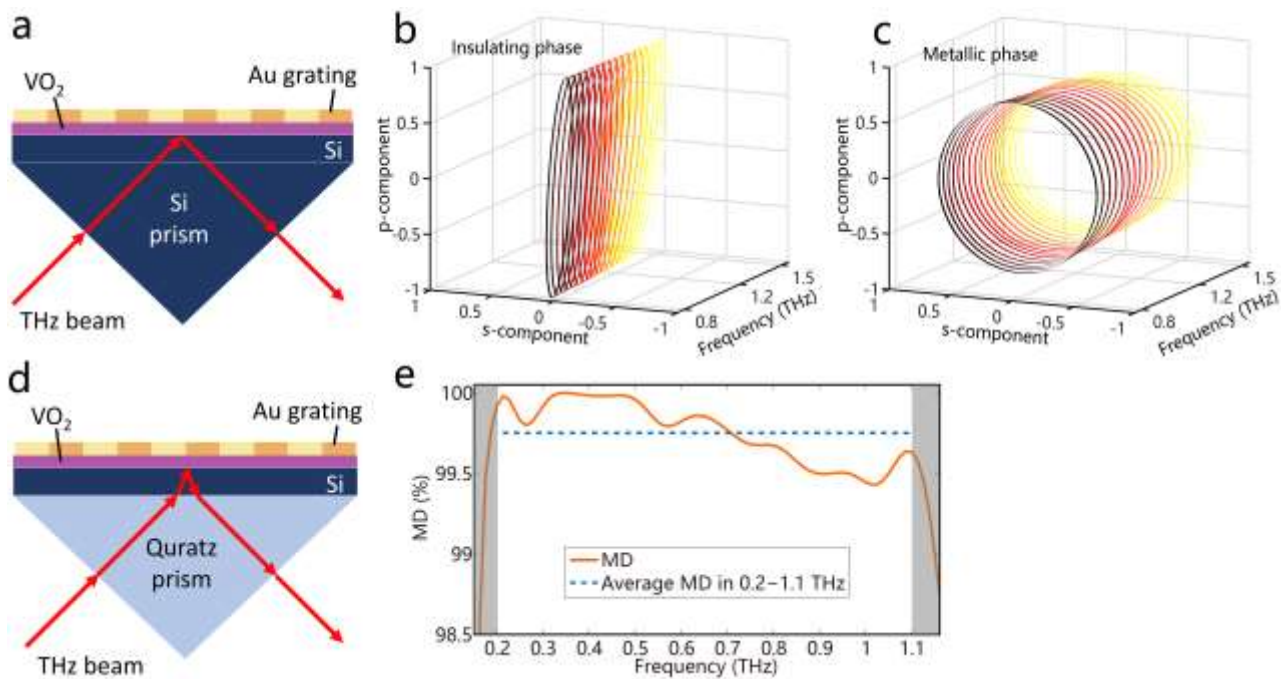 a
VO2
Au grating
Si
Si
prism
THz beam
b
Insulating phase
p-component
1
0.5
0
-0.5
-1
1
0.5
0
-0.5
-1
s-component
0.8
1.2
1.5
Frequency (THz)
c
Metallic phase
p-component
1
0.5
0
-0.5
-1
1
0.5
0
-0.5
-1
s-component
0.8
1.2
1.5
Frequency (THz)
d
VO2
Au grating
Si
Quratz
prism
THz beam
e
MD (%)
100
99.5
99
98.5
MD
Average MD in 0.2–1.1 THz
0.2
0.3
0.4
0.5
0.6
0.7
0.8
0.9
1
1.1
Frequency (THz)